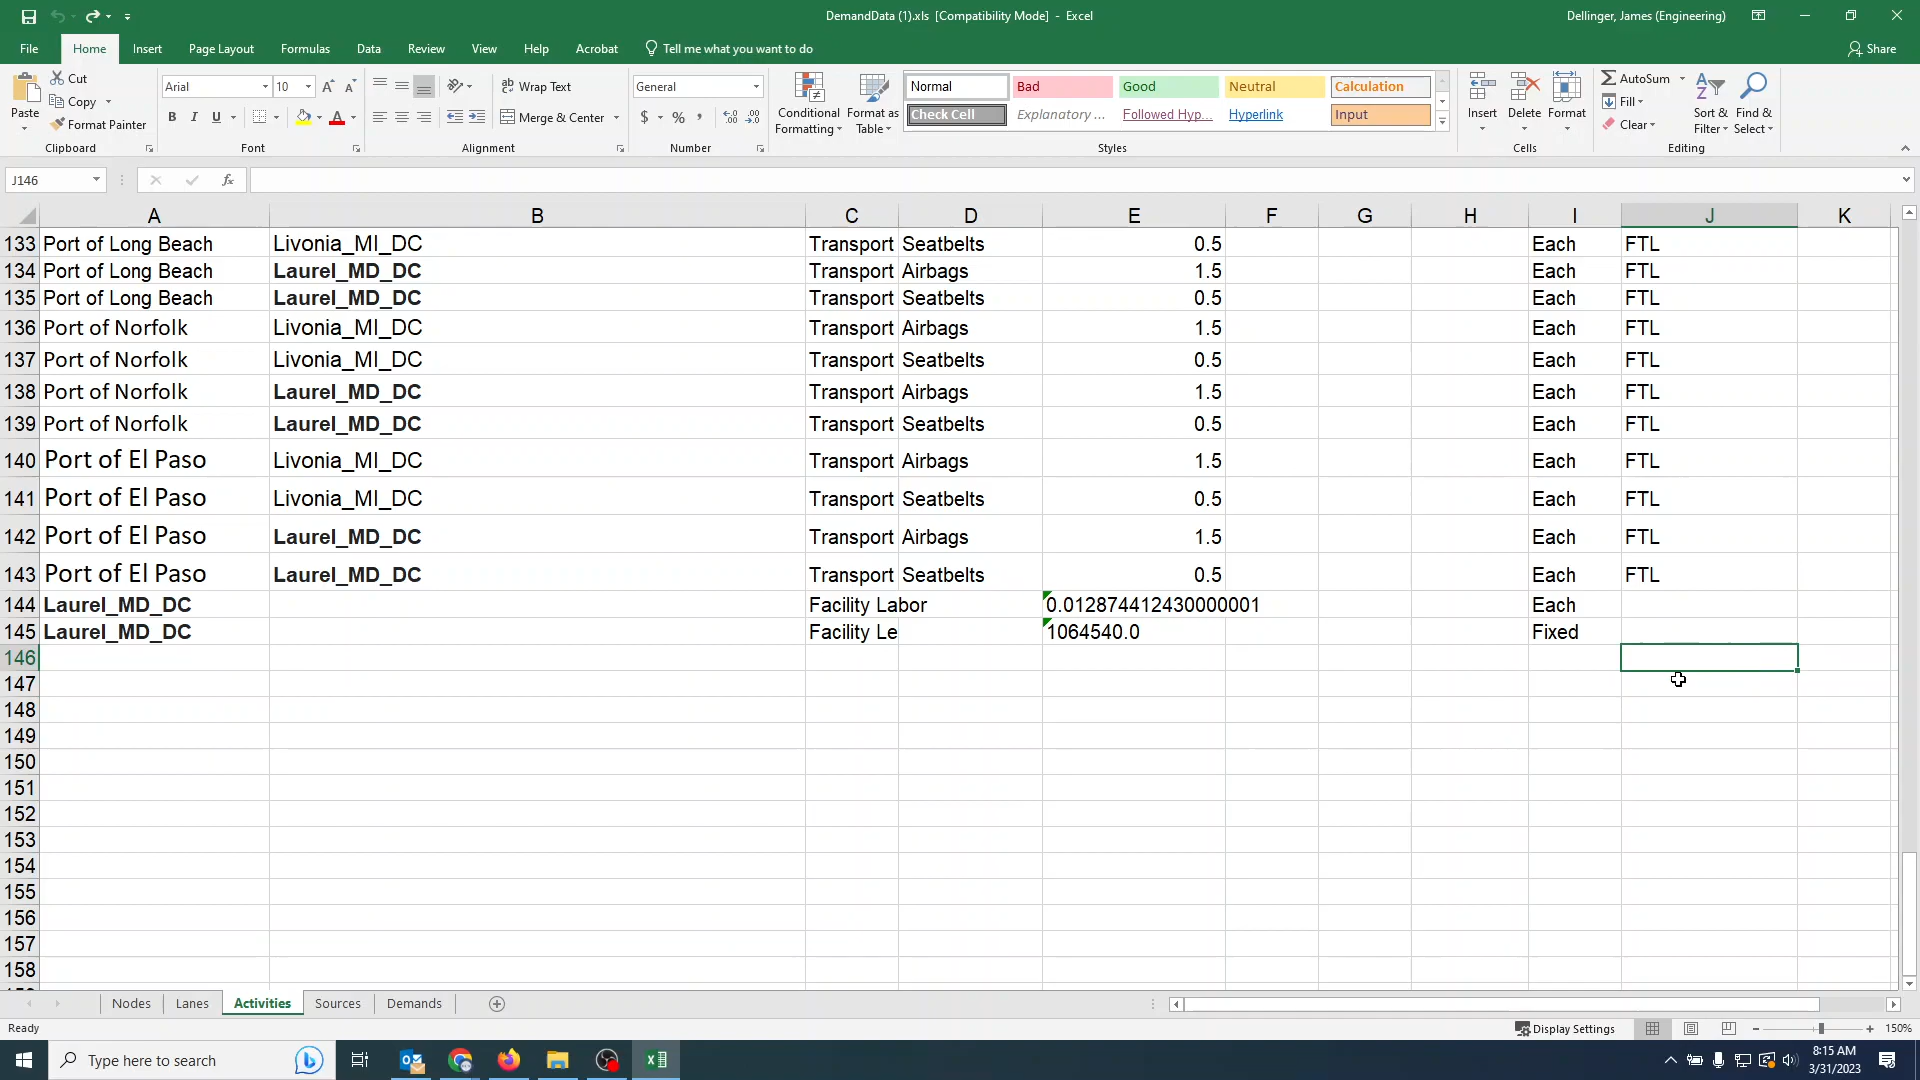 DemandData (1).xls [Compatibility Mode] - Excel
Dellinger, James (Engineering)
File Home Insert Page Layout Formulas Data Review View Help Acrobat Tell me what you want to do Share
Paste Cut Copy Format Painter Clipboard
Arial 10 Font
Wrap Text Merge & Center Alignment
General Number
Conditional Formatting Format as Table
Normal Bad Good Neutral Calculation
Check Cell Explanatory ... Followed Hyp... Hyperlink Input
Styles
Insert Delete Format Cells
AutoSum Fill Clear Sort & Filter Find & Select Editing
J146 fx
A B C D E F G H I J K
133 Port of Long Beach Livonia_MI_DC Transport Seatbelts 0.5 Each FTL
134 Port of Long Beach Laurel_MD_DC Transport Airbags 1.5 Each FTL
135 Port of Long Beach Laurel_MD_DC Transport Seatbelts 0.5 Each FTL
136 Port of Norfolk Livonia_MI_DC Transport Airbags 1.5 Each FTL
137 Port of Norfolk Livonia_MI_DC Transport Seatbelts 0.5 Each FTL
138 Port of Norfolk Laurel_MD_DC Transport Airbags 1.5 Each FTL
139 Port of Norfolk Laurel_MD_DC Transport Seatbelts 0.5 Each FTL
140 Port of El Paso Livonia_MI_DC Transport Airbags 1.5 Each FTL
141 Port of El Paso Livonia_MI_DC Transport Seatbelts 0.5 Each FTL
142 Port of El Paso Laurel_MD_DC Transport Airbags 1.5 Each FTL
143 Port of El Paso Laurel_MD_DC Transport Seatbelts 0.5 Each FTL
144 Laurel_MD_DC Facility Labor 0.012874412430000001 Each
145 Laurel_MD_DC Facility Le 1064540.0 Fixed
146
147
148
149
150
151
152
153
154
155
156
157
158
Nodes Lanes Activities Sources Demands
Ready Display Settings 150%
Type here to search
8:15 AM
3/31/2023